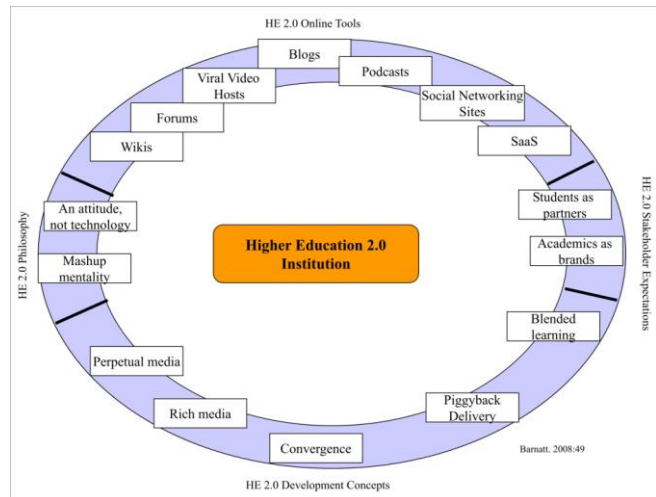 HE 2.0 Online Tools
Blogs
Podcasts
Viral Video
Hosts
Social Networking
Sites
Forums
SaaS
Wikis
An attitude,
not technology
Students as
partners
HE 2.0 Philosophy
Mashup
mentality
Higher Education 2.0
Institution
Academics as
brands
HE 2.0 Stakeholder Expectations
Blended
learning
Perpetual media
Rich media
Piggyback
Delivery
Convergence
Barnatt. 2008:49
HE 2.0 Development Concepts